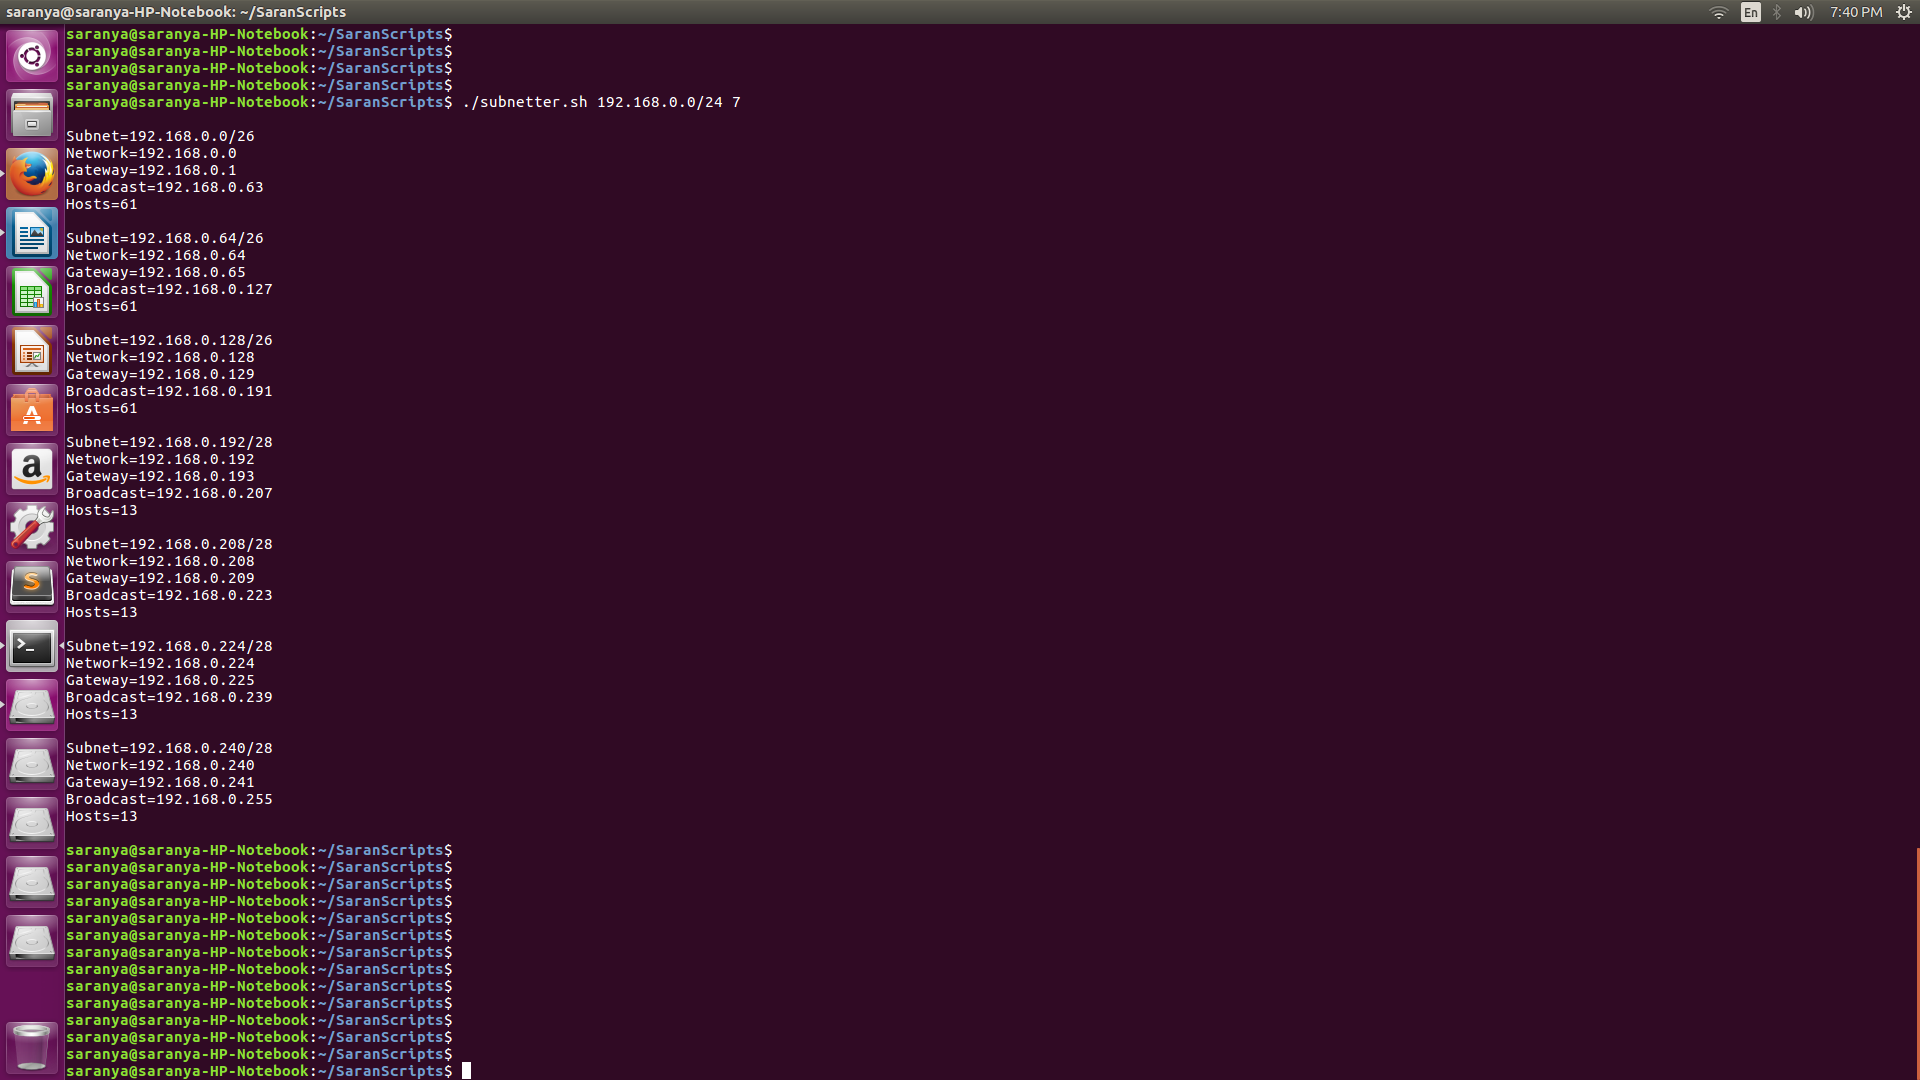 saranya@saranya-HP-Notebook: ~/SaranScripts
En
7:40 PM
saranya@saranya-HP-Notebook:~/SaranScripts$
saranya@saranya-HP-Notebook:~/SaranScripts$
saranya@saranya-HP-Notebook:~/SaranScripts$
saranya@saranya-HP-Notebook:~/SaranScripts$
saranya@saranya-HP-Notebook:~/SaranScripts$ ./subnetter.sh 192.168.0.0/24 7
Subnet=192.168.0.0/26
Network=192.168.0.0
Gateway=192.168.0.1
Broadcast=192.168.0.63
Hosts=61
Subnet=192.168.0.64/26
Network=192.168.0.64
Gateway=192.168.0.65
Broadcast=192.168.0.127
Hosts=61
Subnet=192.168.0.128/26
Network=192.168.0.128
Gateway=192.168.0.129
Broadcast=192.168.0.191
Hosts=61
Subnet=192.168.0.192/28
Network=192.168.0.192
Gateway=192.168.0.193
Broadcast=192.168.0.207
Hosts=13
Subnet=192.168.0.208/28
Network=192.168.0.208
Gateway=192.168.0.209
Broadcast=192.168.0.223
Hosts=13
Subnet=192.168.0.224/28
Network=192.168.0.224
Gateway=192.168.0.225
Broadcast=192.168.0.239
Hosts=13
Subnet=192.168.0.240/28
Network=192.168.0.240
Gateway=192.168.0.241
Broadcast=192.168.0.255
Hosts=13
saranya@saranya-HP-Notebook:~/SaranScripts$
saranya@saranya-HP-Notebook:~/SaranScripts$
saranya@saranya-HP-Notebook:~/SaranScripts$
saranya@saranya-HP-Notebook:~/SaranScripts$
saranya@saranya-HP-Notebook:~/SaranScripts$
saranya@saranya-HP-Notebook:~/SaranScripts$
saranya@saranya-HP-Notebook:~/SaranScripts$
saranya@saranya-HP-Notebook:~/SaranScripts$
saranya@saranya-HP-Notebook:~/SaranScripts$
saranya@saranya-HP-Notebook:~/SaranScripts$
saranya@saranya-HP-Notebook:~/SaranScripts$
saranya@saranya-HP-Notebook:~/SaranScripts$
saranya@saranya-HP-Notebook:~/SaranScripts$
saranya@saranya-HP-Notebook:~/SaranScripts$